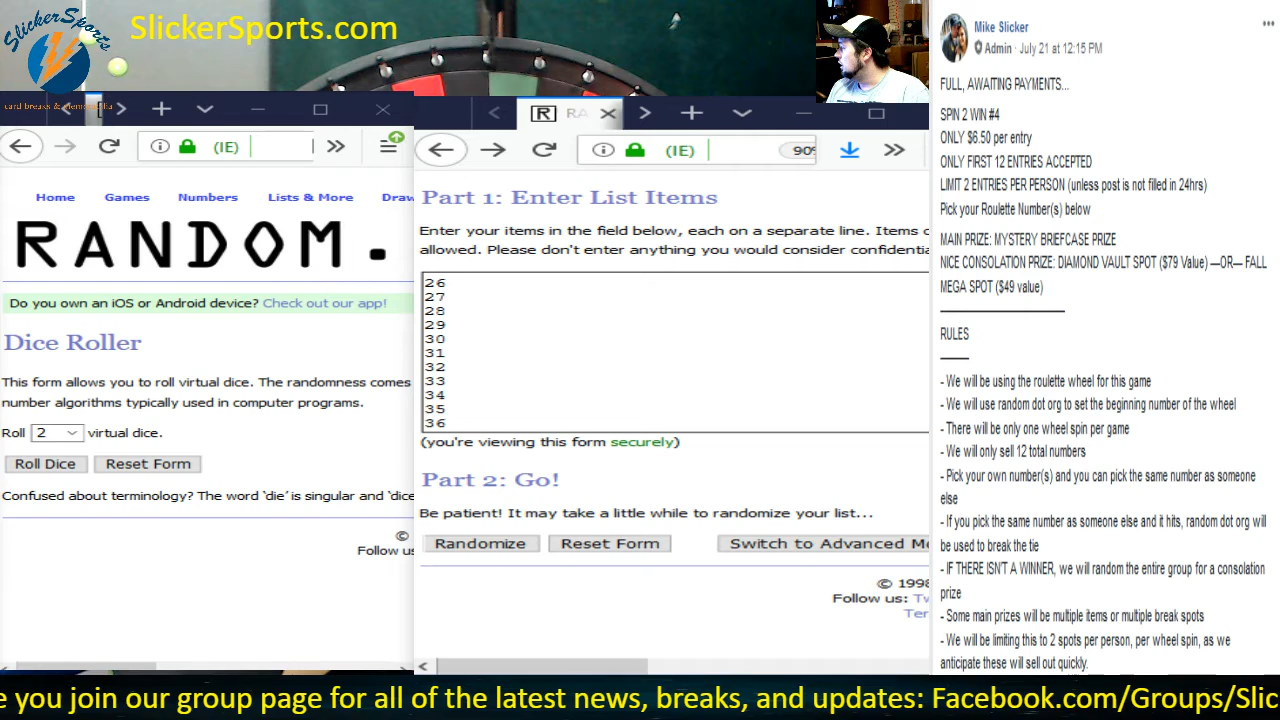 SlickerSports
card breaks & memorabilia
SlickerSports.com
(IE)
Home Games Numbers Lists & More Draw
RANDOM.
Do you own an iOS or Android device? Check out our app!
Dice Roller
This form allows you to roll virtual dice. The randomness comes
number algorithms typically used in computer programs.
Roll 2 virtual dice.
Roll Dice Reset Form
Confused about terminology? The word ‘die’ is singular and ‘dice
©
Follow us
R RA
(IE) 90%
Part 1: Enter List Items
Enter your items in the field below, each on a separate line. Items c
allowed. Please don't enter anything you would consider confidentia
26
27
28
29
30
31
32
33
34
35
36
(you're viewing this form securely)
Part 2: Go!
Be patient! It may take a little while to randomize your list...
Randomize Reset Form Switch to Advanced Mo
© 1998
Follow us: Tw
Ter
Mike Slicker
Admin · July 21 at 12:15 PM
FULL, AWAITING PAYMENTS...
SPIN 2 WIN #4
ONLY $6.50 per entry
ONLY FIRST 12 ENTRIES ACCEPTED
LIMIT 2 ENTRIES PER PERSON (unless post is not filled in 24hrs)
Pick your Roulette Number(s) below
MAIN PRIZE: MYSTERY BRIEFCASE PRIZE
NICE CONSOLATION PRIZE: DIAMOND VAULT SPOT ($79 Value) —OR— FALL
MEGA SPOT ($49 value)
RULES
- We will be using the roulette wheel for this game
- We will use random dot org to set the beginning number of the wheel
- There will be only one wheel spin per game
- We will only sell 12 total numbers
- Pick your own number(s) and you can pick the same number as someone
else
- If you pick the same number as someone else and it hits, random dot org will
be used to break the tie
- IF THERE ISN'T A WINNER, we will random the entire group for a consolation
prize
- Some main prizes will be multiple items or multiple break spots
- We will be limiting this to 2 spots per person, per wheel spin, as we
anticipate these will sell out quickly.
e you join our group page for all of the latest news, breaks, and updates: Facebook.com/Groups/Slic